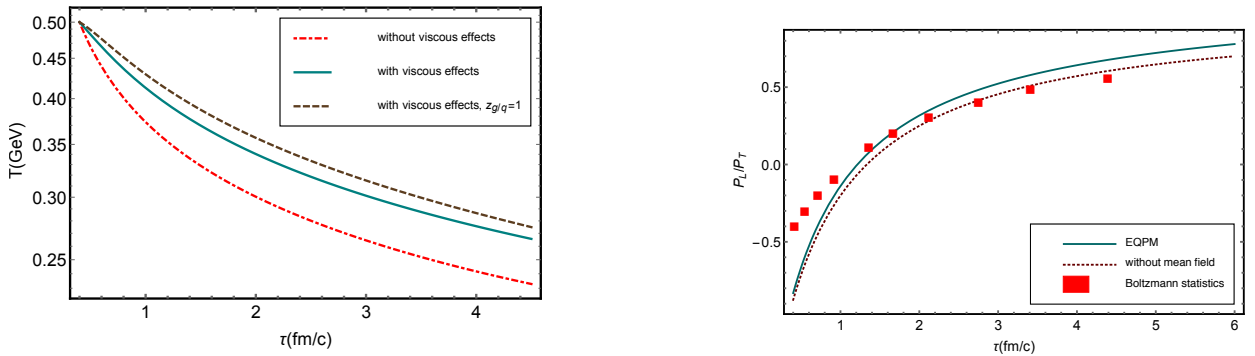 0.50
0.45
0.40
0.35
0.30
0.25
T(GeV)
without viscous effects
with viscous effects
with viscous effects, z_{g/q}=1
1 2 3 4
τ(fm/c)
0.5
0.0
-0.5
P_L/P_T
EQPM
without mean field
Boltzmann statistics
1 2 3 4 5 6
τ(fm/c)